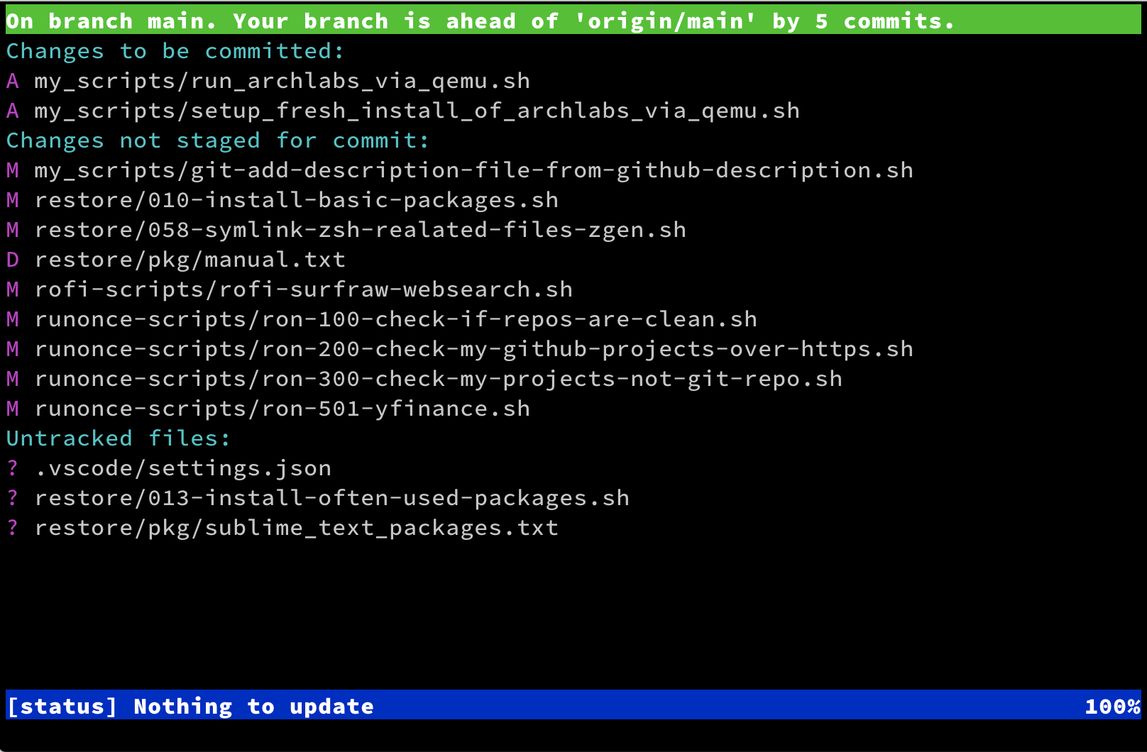 On branch main. Your branch is ahead of 'origin/main' by 5 commits.
Changes to be committed:
A my_scripts/run_archlabs_via_qemu.sh
A my_scripts/setup_fresh_install_of_archlabs_via_qemu.sh
Changes not staged for commit:
M my_scripts/git-add-description-file-from-github-description.sh
M restore/010-install-basic-packages.sh
M restore/058-symlink-zsh-realated-files-zgen.sh
D restore/pkg/manual.txt
M rofi-scripts/rofi-surfraw-websearch.sh
M runonce-scripts/ron-100-check-if-repos-are-clean.sh
M runonce-scripts/ron-200-check-my-github-projects-over-https.sh
M runonce-scripts/ron-300-check-my-projects-not-git-repo.sh
M runonce-scripts/ron-501-yfinance.sh
Untracked files:
? .vscode/settings.json
? restore/013-install-often-used-packages.sh
? restore/pkg/sublime_text_packages.txt
[status] Nothing to update 100%